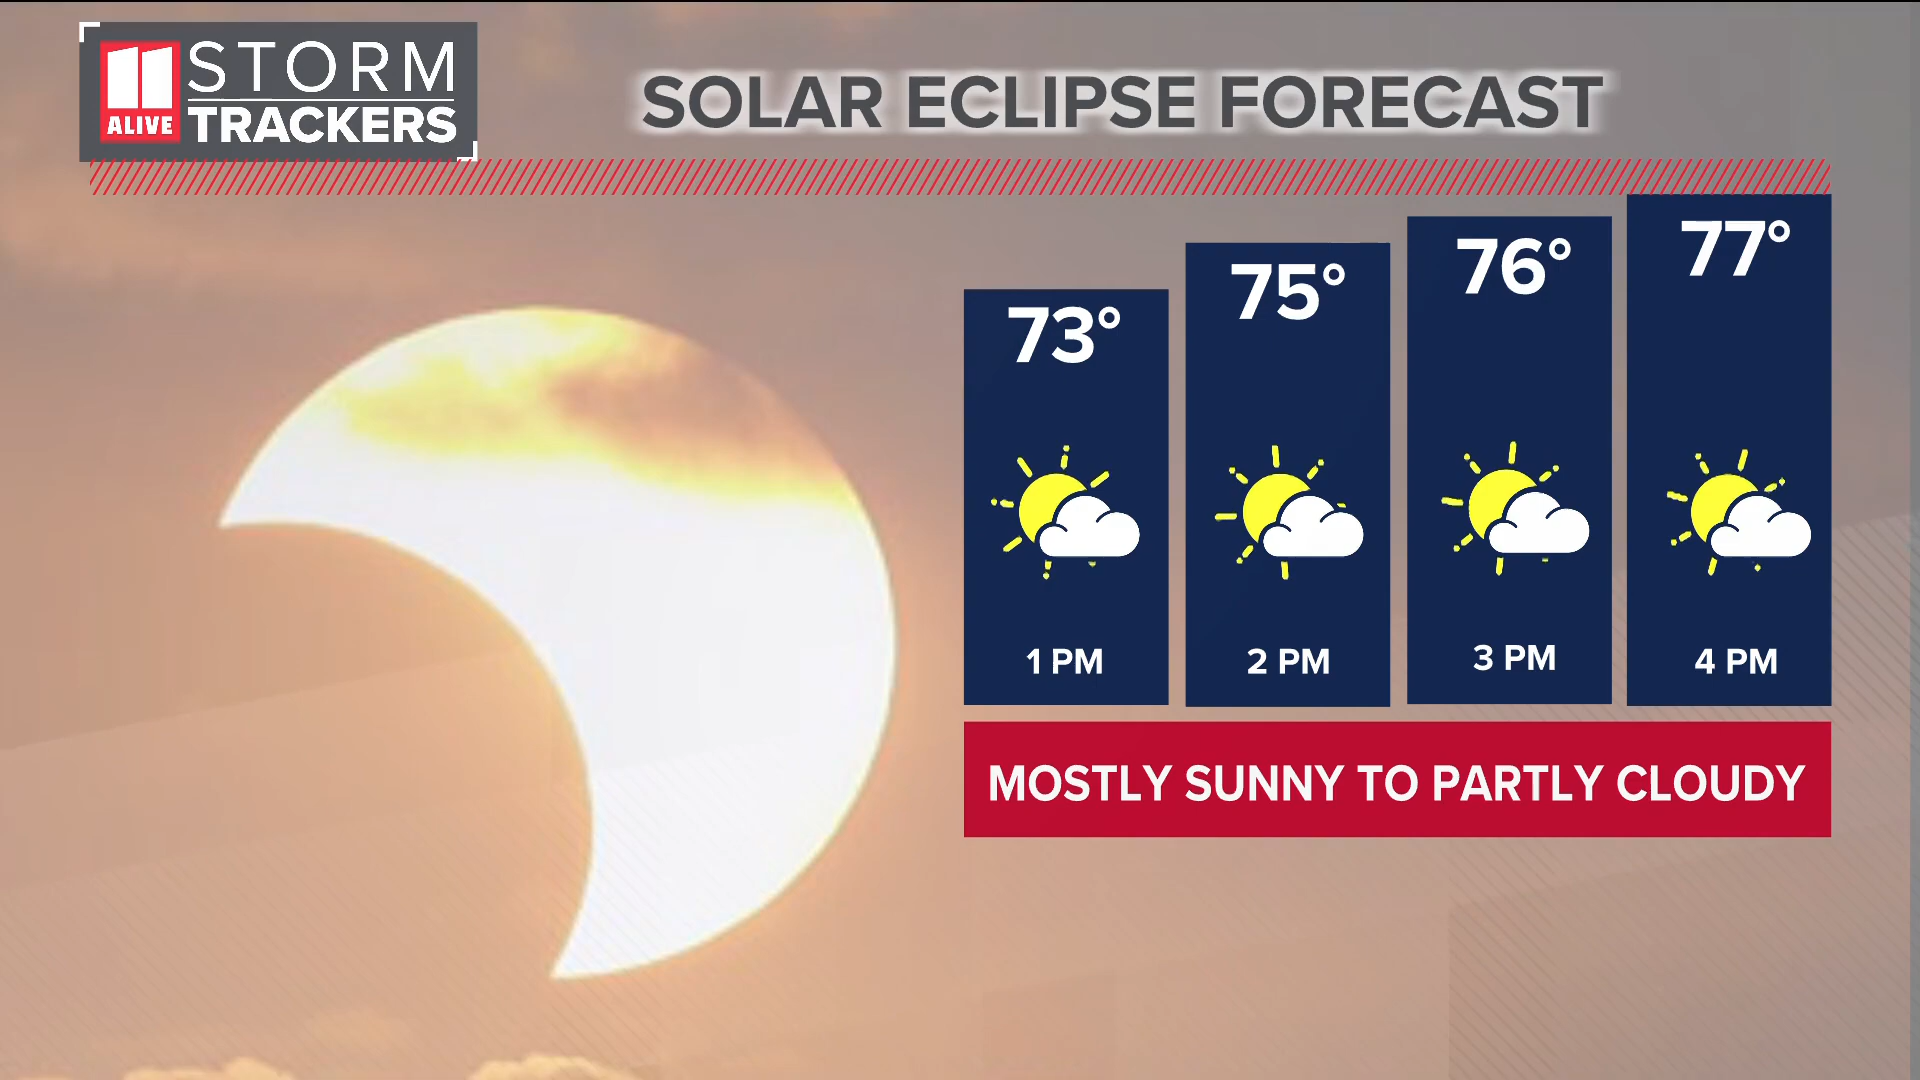 11
ALIVE
STORM
TRACKERS
SOLAR ECLIPSE FORECAST
73°
75°
76°
77°
1 PM
2 PM
3 PM
4 PM
MOSTLY SUNNY TO PARTLY CLOUDY